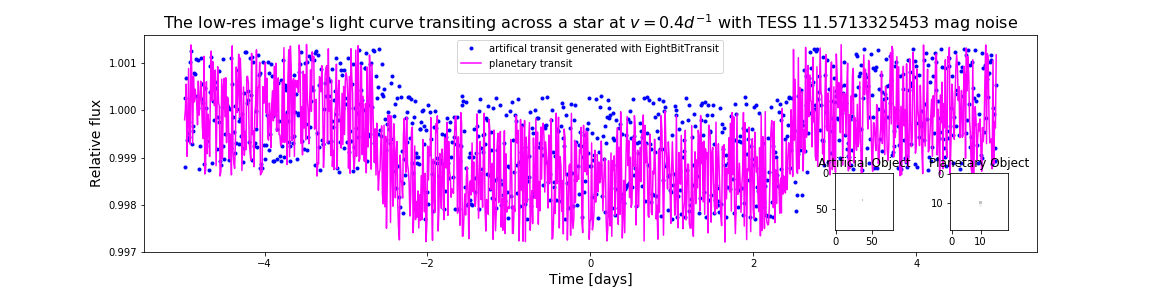 The low-res image's light curve transiting across a star at v = 0.4d⁻¹ with TESS 11.5713325453 mag noise
artifical transit generated with EightBitTransit
planetary transit
Relative flux
1.001
1.000
0.999
0.998
0.997
Artificial Object
0
50
0 50
Planetary Object
0
10
0 10
−4 −2 0 2 4
Time [days]